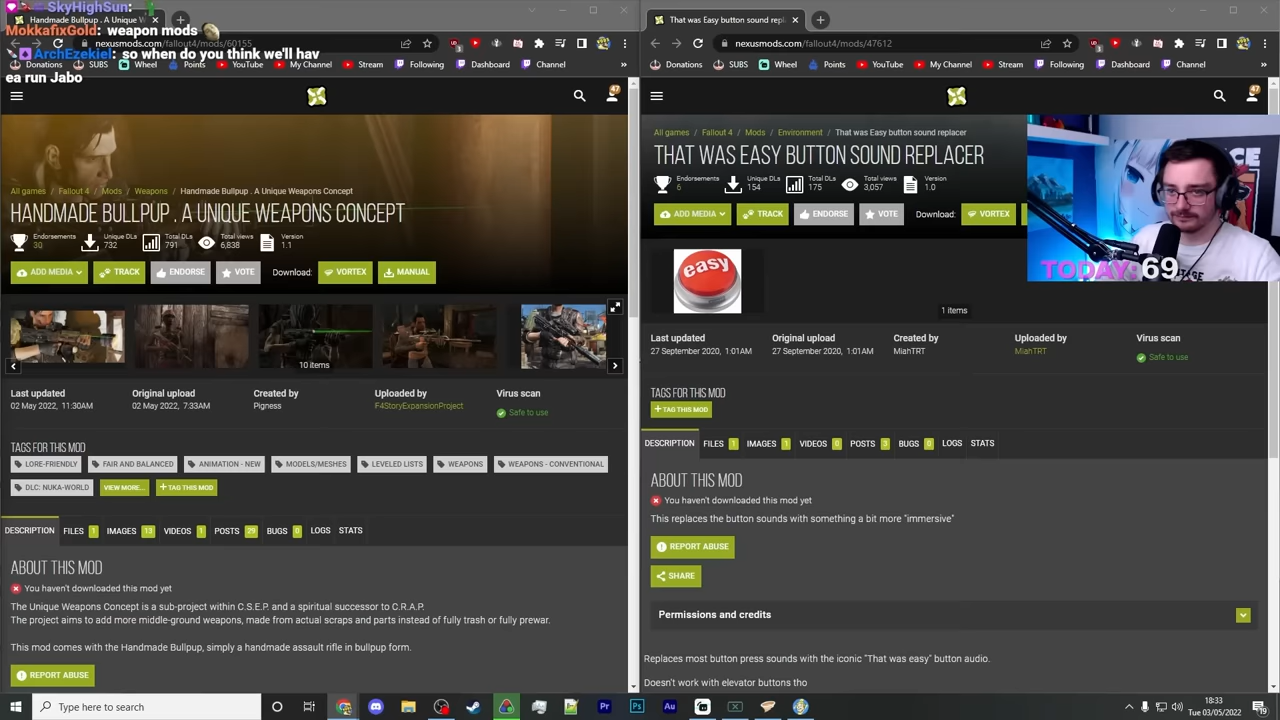 SkyHighSun:
MokkafixGold: weapon mods
ArchEzekiel: so when do you think we'll hav
ea run Jabo
Handmade Bullpup . A Unique W
nexusmods.com/fallout4/mods/60155
Donations SUBS Wheel Points YouTube My Channel Stream Following Dashboard Channel
47
All games / Fallout 4 / Mods / Weapons / Handmade Bullpup . A Unique Weapons Concept
HANDMADE BULLPUP . A UNIQUE WEAPONS CONCEPT
Endorsements 30 Unique DLs 732 Total DLs 791 Total views 6,838 Version 1.1
ADD MEDIA TRACK ENDORSE VOTE Download: VORTEX MANUAL
10 items
Last updated Original upload Created by Uploaded by Virus scan
02 May 2022, 11:30AM 02 May 2022, 7:33AM Pigness F4StoryExpansionProject Safe to use
TAGS FOR THIS MOD
LORE-FRIENDLY FAIR AND BALANCED ANIMATION - NEW MODELS/MESHES LEVELED LISTS WEAPONS WEAPONS - CONVENTIONAL
DLC: NUKA-WORLD VIEW MORE... + TAG THIS MOD
DESCRIPTION FILES 1 IMAGES 13 VIDEOS 1 POSTS 29 BUGS 0 LOGS STATS
ABOUT THIS MOD
You haven't downloaded this mod yet
The Unique Weapons Concept is a sub-project within C.S.E.P. and a spiritual successor to C.R.A.P.
The project aims to add more middle-ground weapons, made from actual scraps and parts instead of fully trash or fully prewar.
This mod comes with the Handmade Bullpup, simply a handmade assault rifle in bullpup form.
REPORT ABUSE
That was Easy button sound repl
nexusmods.com/fallout4/mods/47612
Donations SUBS Wheel Points YouTube My Channel Stream Following Dashboard Channel
47
All games / Fallout 4 / Mods / Environment / That was Easy button sound replacer
THAT WAS EASY BUTTON SOUND REPLACER
Endorsements 6 Unique DLs 154 Total DLs 175 Total views 3,057 Version 1.0
ADD MEDIA TRACK ENDORSE VOTE Download: VORTEX
TODAY 69
easy
1 items
Last updated Original upload Created by Uploaded by Virus scan
27 September 2020, 1:01AM 27 September 2020, 1:01AM MiahTRT MiahTRT Safe to use
TAGS FOR THIS MOD
+ TAG THIS MOD
DESCRIPTION FILES 1 IMAGES 1 VIDEOS 0 POSTS 3 BUGS 0 LOGS STATS
ABOUT THIS MOD
You haven't downloaded this mod yet
This replaces the button sounds with something a bit more "immersive"
REPORT ABUSE
SHARE
Permissions and credits
Replaces most button press sounds with the iconic "That was easy" button audio.
Doesn't work with elevator buttons tho
Type here to search
Pr Ps Au
18:33
Tue 03/05/2022